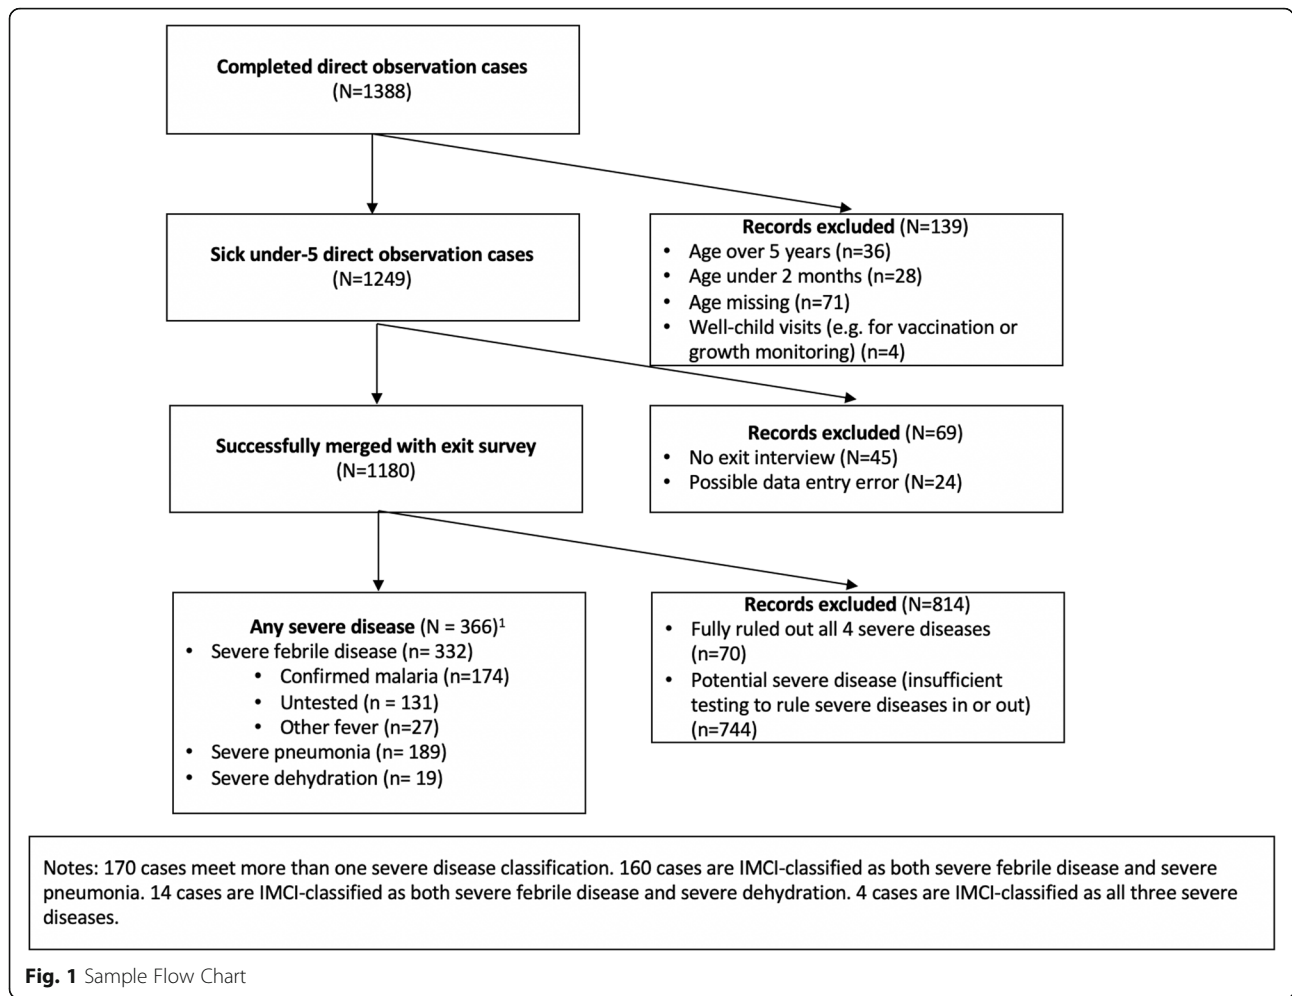 Completed direct observation cases
(N=1388)
Records excluded (N=139)
• Age over 5 years (n=36)
• Age under 2 months (n=28)
• Age missing (n=71)
• Well-child visits (e.g. for vaccination or
growth monitoring) (n=4)
Sick under-5 direct observation cases
(N=1249)
Records excluded (N=69)
• No exit interview (N=45)
• Possible data entry error (N=24)
Successfully merged with exit survey
(N=1180)
Any severe disease (N = 366)¹
• Severe febrile disease (n= 332)
• Confirmed malaria (n=174)
• Untested (n = 131)
• Other fever (n=27)
• Severe pneumonia (n= 189)
• Severe dehydration (n= 19)
Records excluded (N=814)
• Fully ruled out all 4 severe diseases
(n=70)
• Potential severe disease (insufficient
testing to rule severe diseases in or out)
(n=744)
Notes: 170 cases meet more than one severe disease classification. 160 cases are IMCI-classified as both severe febrile disease and severe
pneumonia. 14 cases are IMCI-classified as both severe febrile disease and severe dehydration. 4 cases are IMCI-classified as all three severe
diseases.
Fig. 1 Sample Flow Chart